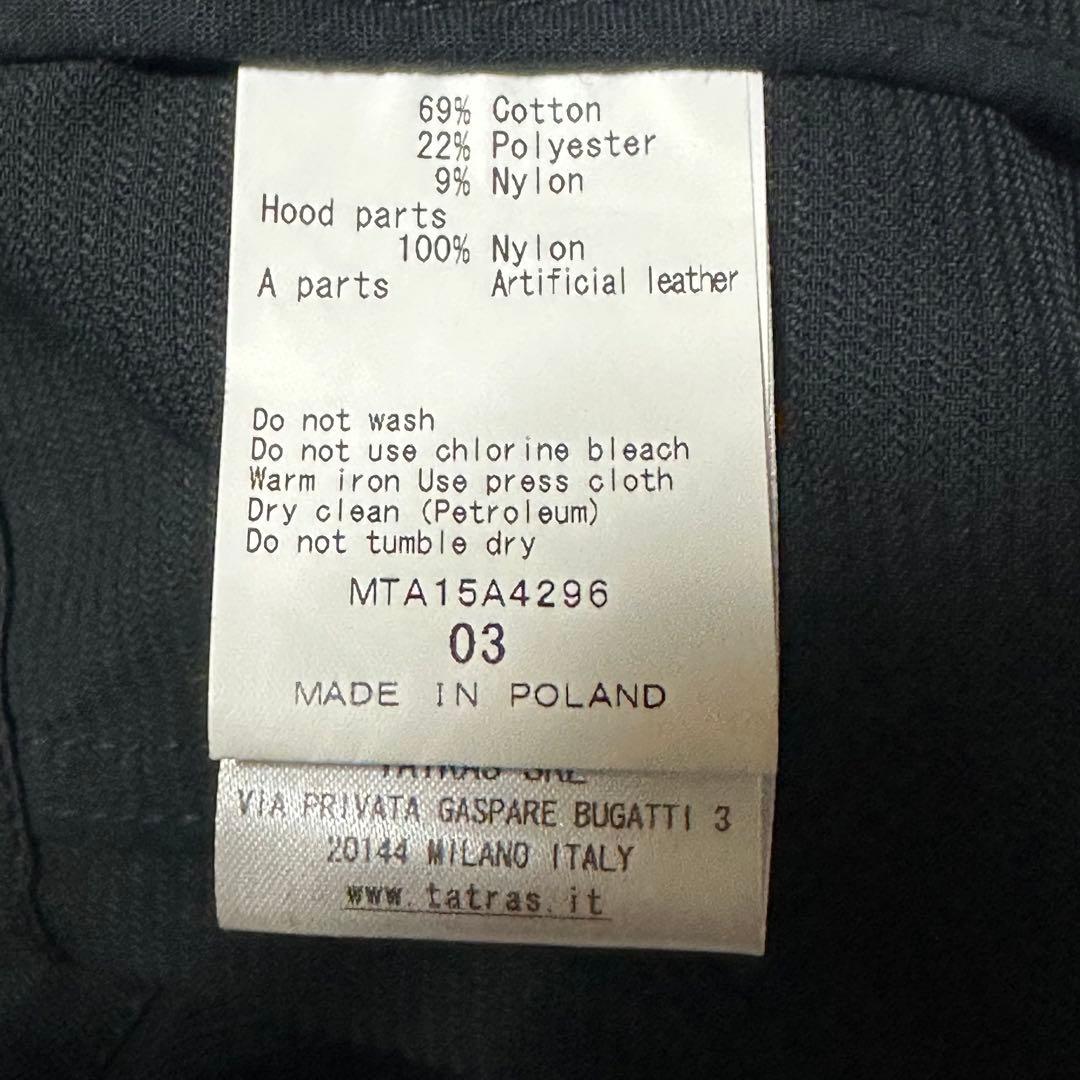 69% Cotton
22% Polyester
9% Nylon
Hood parts
100% Nylon
A parts Artificial leather
Do not wash
Do not use chlorine bleach
Warm iron Use press cloth
Dry clean (Petroleum)
Do not tumble dry
MTA15A4296
03
MADE IN POLAND
TATRAS SRL
VIA PRIVATA GASPARE BUGATTI 3
20144 MILANO ITALY
www.tatras.it